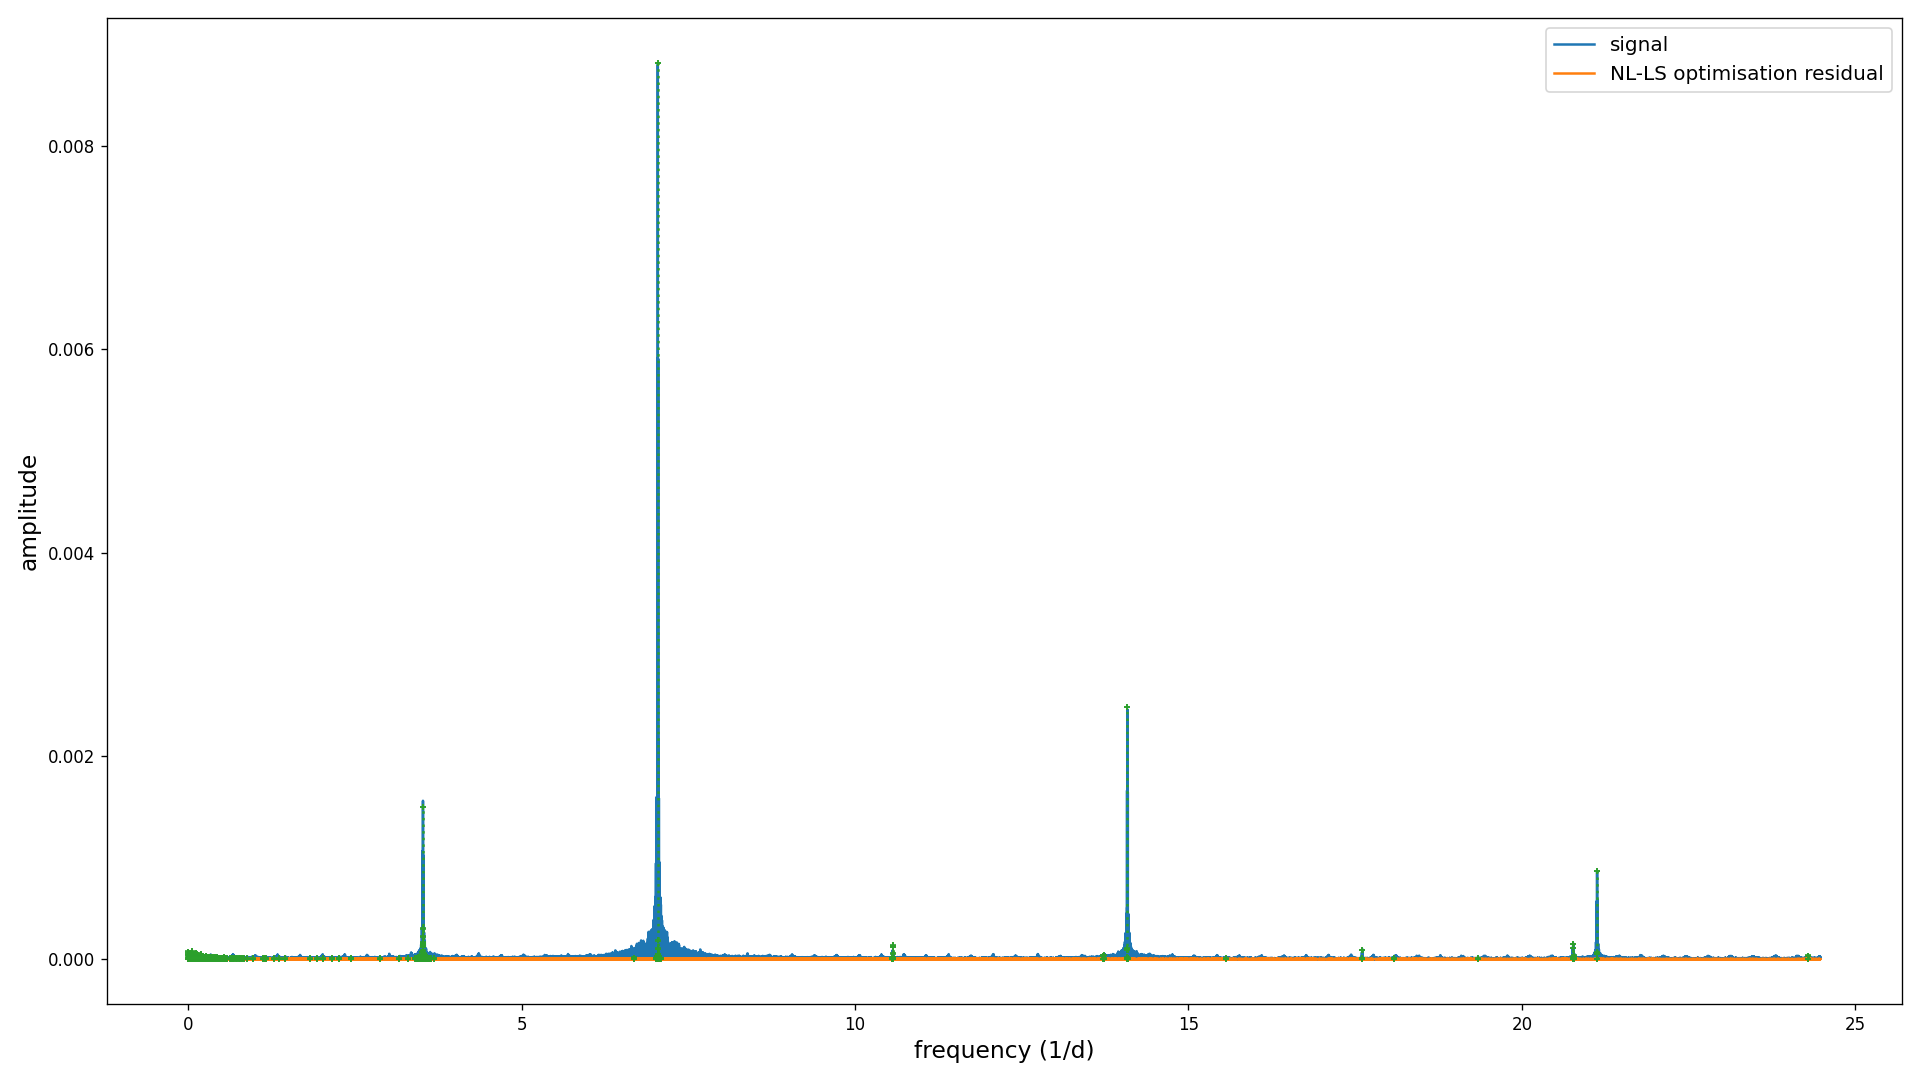 signal
NL-LS optimisation residual
amplitude
0.008
0.006
0.004
0.002
0.000
0 5 10 15 20 25
frequency (1/d)